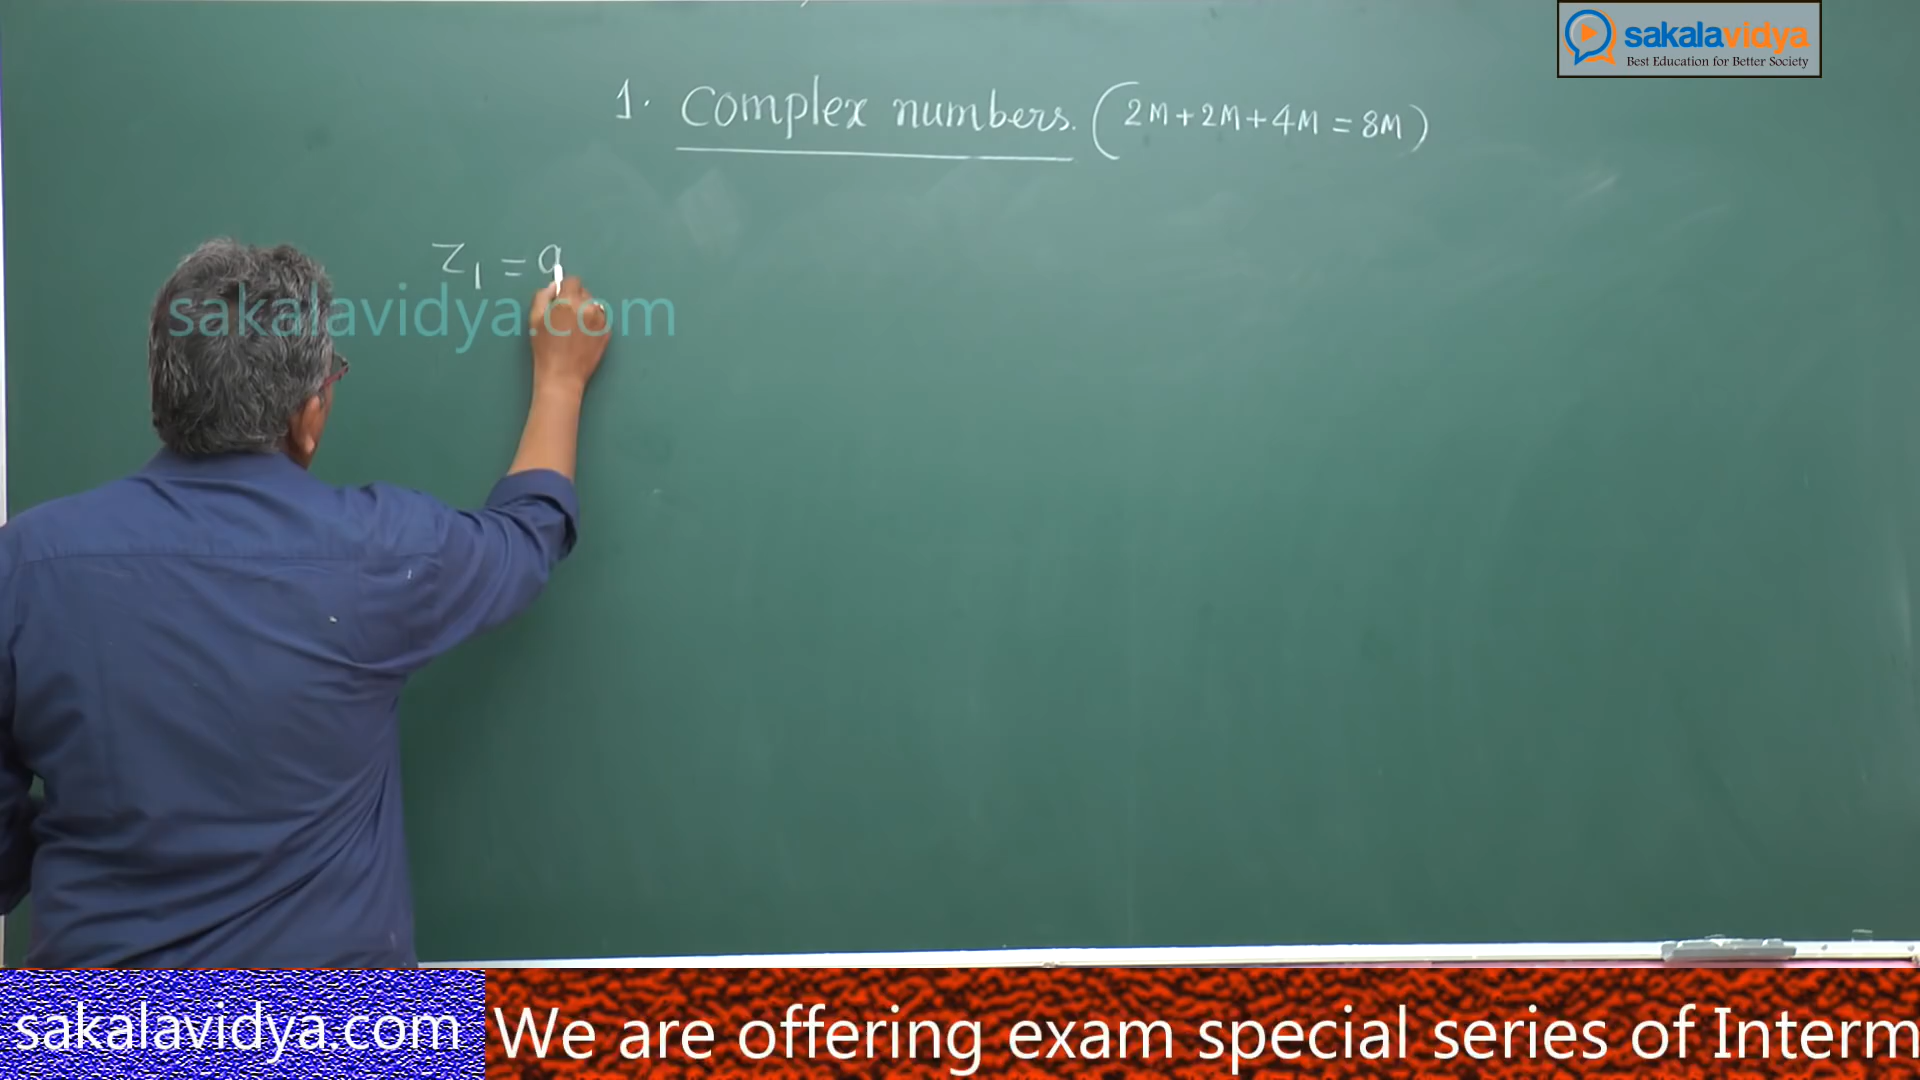 sakalavidya
Best Education for Better Society
1. Complex numbers. (2M+2M+4M = 8M)
Z₁ = a
sakalavidya.com
sakalavidya.com
We are offering exam special series of Interm